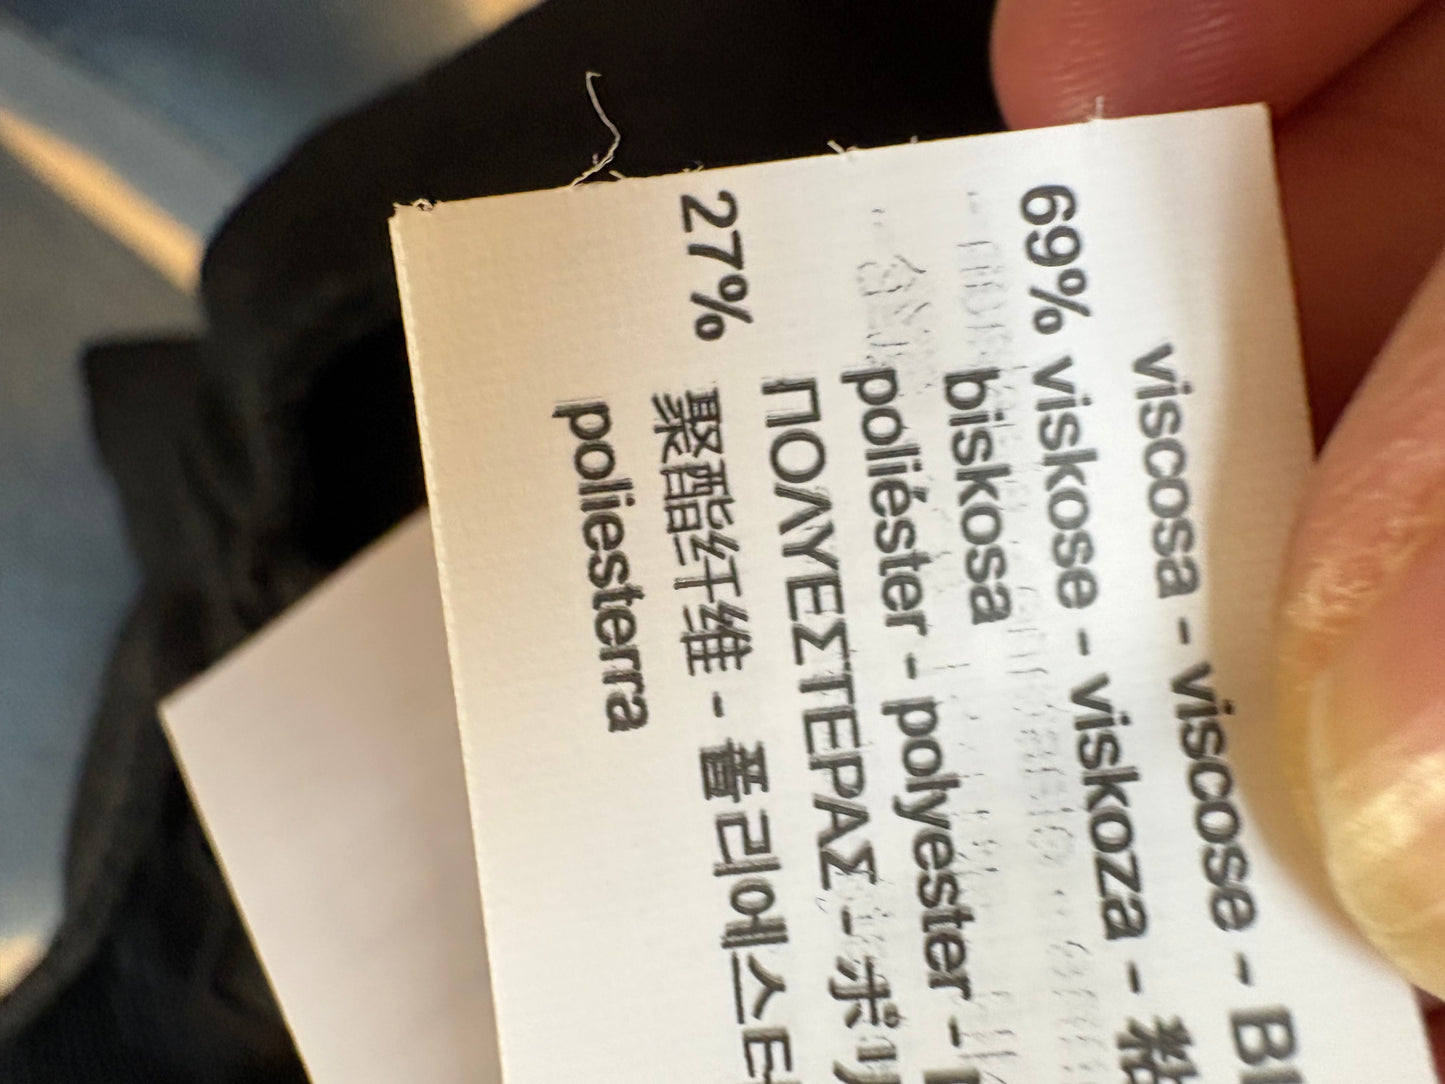 viscosa - viscose -
69% viskose - viskoza - 粘
biskosa
poliéster - polyester -
ΠΟΛΥΕΣΤΕΡΑΣ - ポリ
27% 聚酯纤维 - 폴리에스터
poliesterra